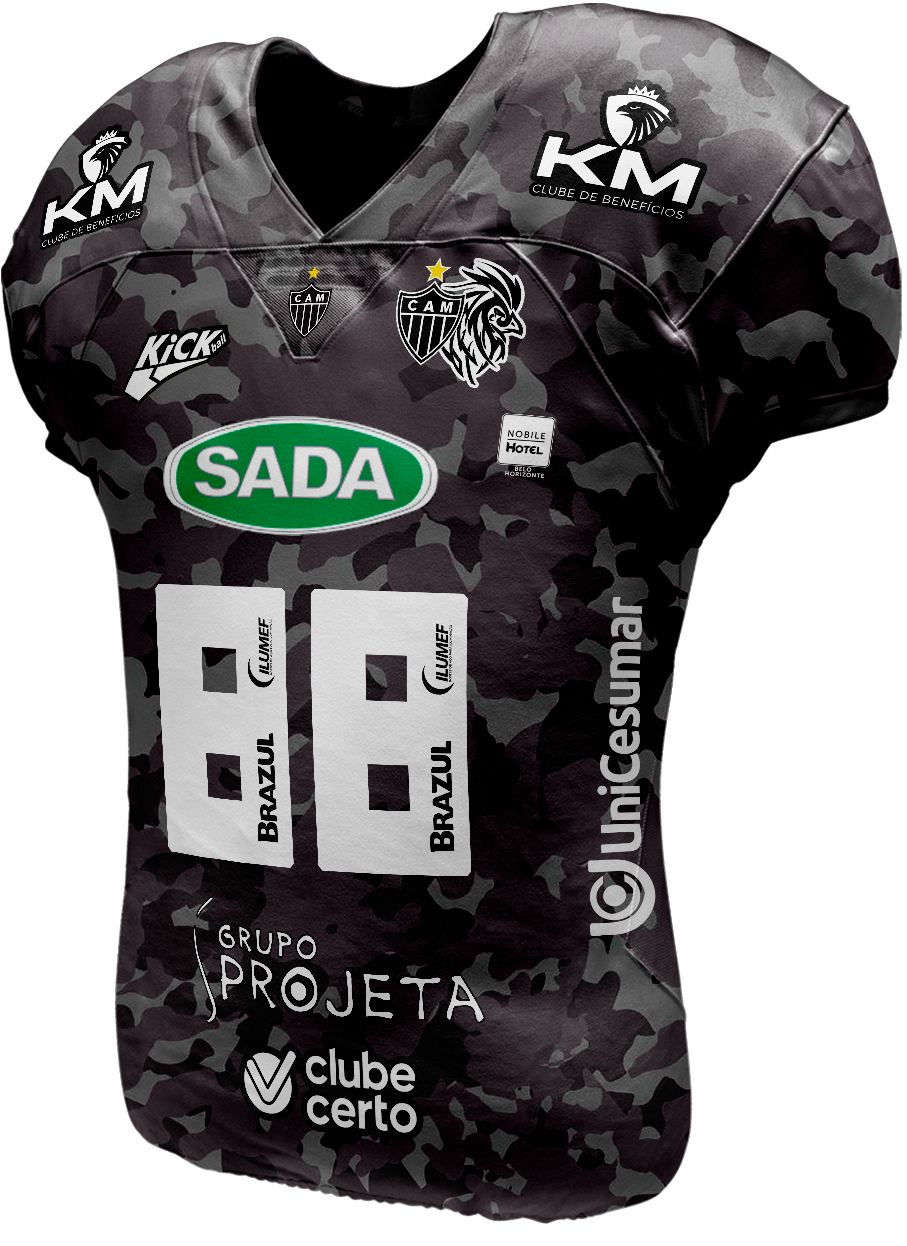 KM
CLUBE DE BENEFÍCIOS
KM
CLUBE DE BENEFÍCIOS
CAM
CAM
KiCK
ball
SADA
NOBILE
HOTEL
BELO
HORIZONTE
88
ILUMEF
BRAZUL
ILUMEF
BRAZUL
UniCesumar
GRUPO
PROJETA
clube
certo